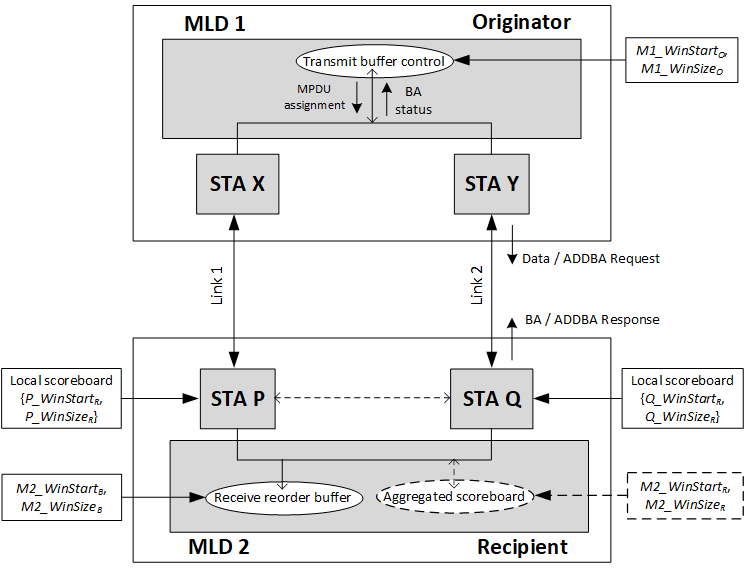 MLD 1
Originator
Transmit buffer control
M1_WinStartO,
M1_WinSizeO
MPDU
assignment
BA
status
STA X
STA Y
Link 1
Link 2
Data / ADDBA Request
BA / ADDBA Response
Local scoreboard
{P_WinStartR,
P_WinSizeR}
STA P
STA Q
Local scoreboard
{Q_WinStartR,
Q_WinSizeR}
M2_WinStartB,
M2_WinSizeB
Receive reorder buffer
Aggregated scoreboard
M2_WinStartR,
M2_WinSizeR
MLD 2
Recipient